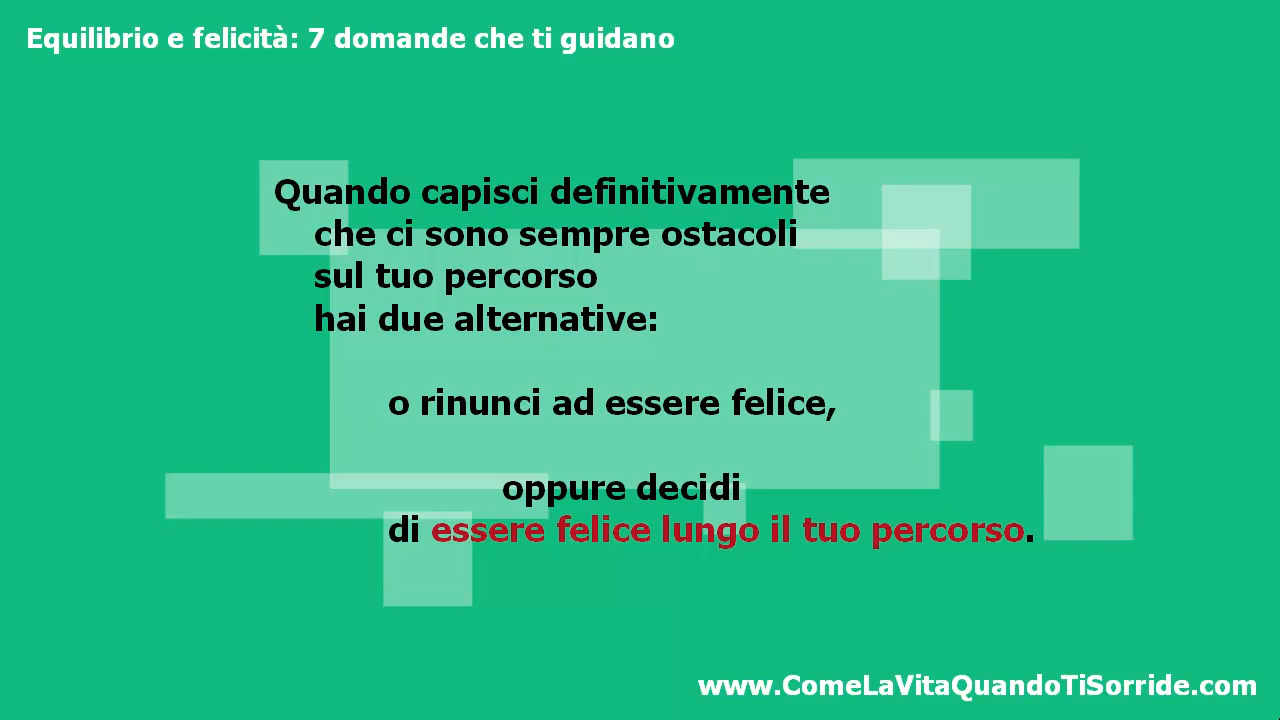 Equilibrio e felicità: 7 domande che ti guidano
Quando capisci definitivamente
che ci sono sempre ostacoli
sul tuo percorso
hai due alternative:
o rinunci ad essere felice,
oppure decidi
di essere felice lungo il tuo percorso.
www.ComeLaVitaQuandoTiSorride.com